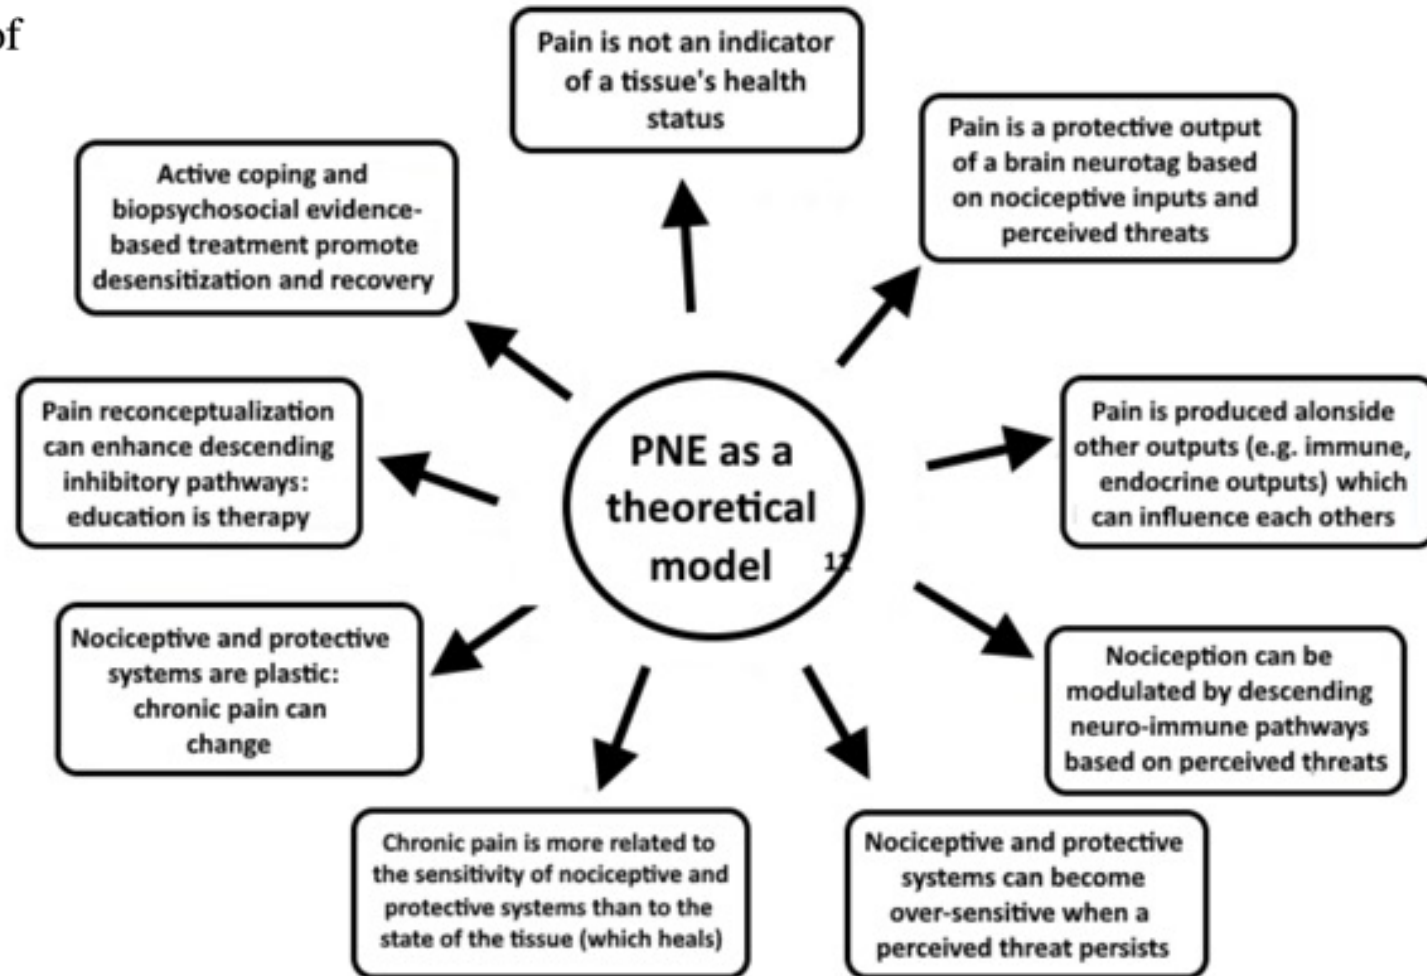 of
Pain is not an indicator
of a tissue's health
status
Pain is a protective output
of a brain neurotag based
on nociceptive inputs and
perceived threats
Pain is produced alonside
other outputs (e.g. immune,
endocrine outputs) which
can influence each others
Nociception can be
modulated by descending
neuro-immune pathways
based on perceived threats
Nociceptive and protective
systems can become
over-sensitive when a
perceived threat persists
Chronic pain is more related to
the sensitivity of nociceptive and
protective systems than to the
state of the tissue (which heals)
Nociceptive and protective
systems are plastic:
chronic pain can
change
Pain reconceptualization
can enhance descending
inhibitory pathways:
education is therapy
Active coping and
biopsychosocial evidence-
based treatment promote
desensitization and recovery
PNE as a
theoretical
model